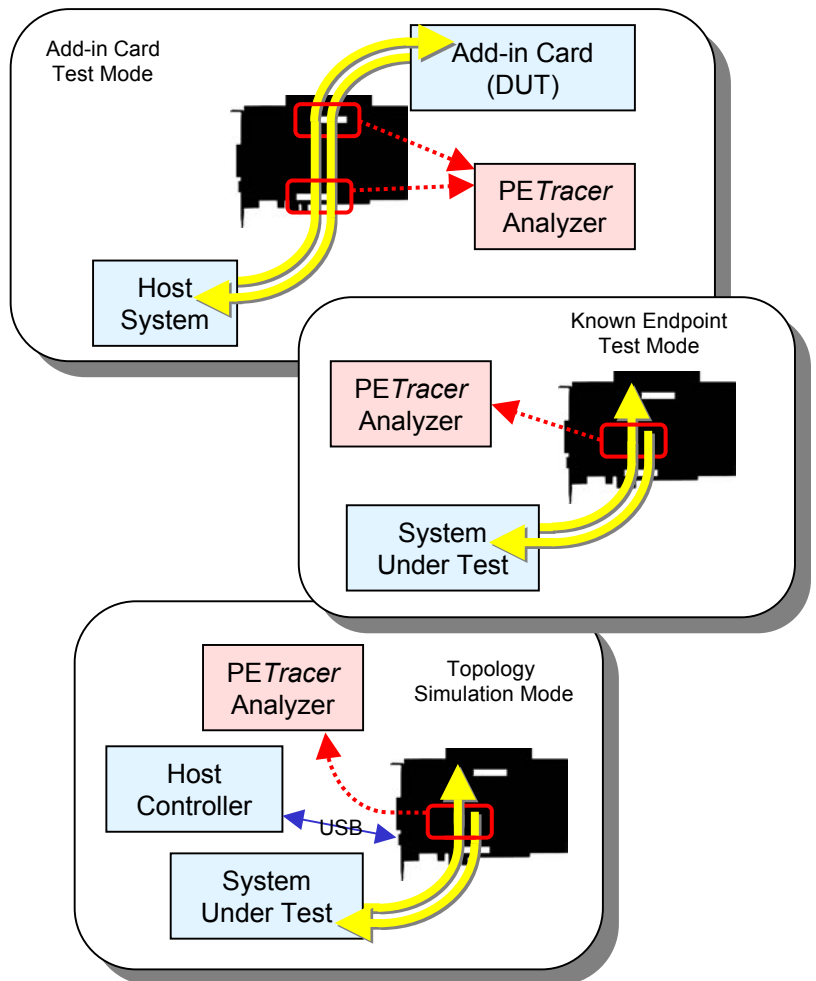 Add-in Card
Test Mode
Add-in Card
(DUT)
PETracer
Analyzer
Host
System
Known Endpoint
Test Mode
PETracer
Analyzer
System
Under Test
PETracer
Analyzer
Topology
Simulation Mode
Host
Controller
USB
System
Under Test